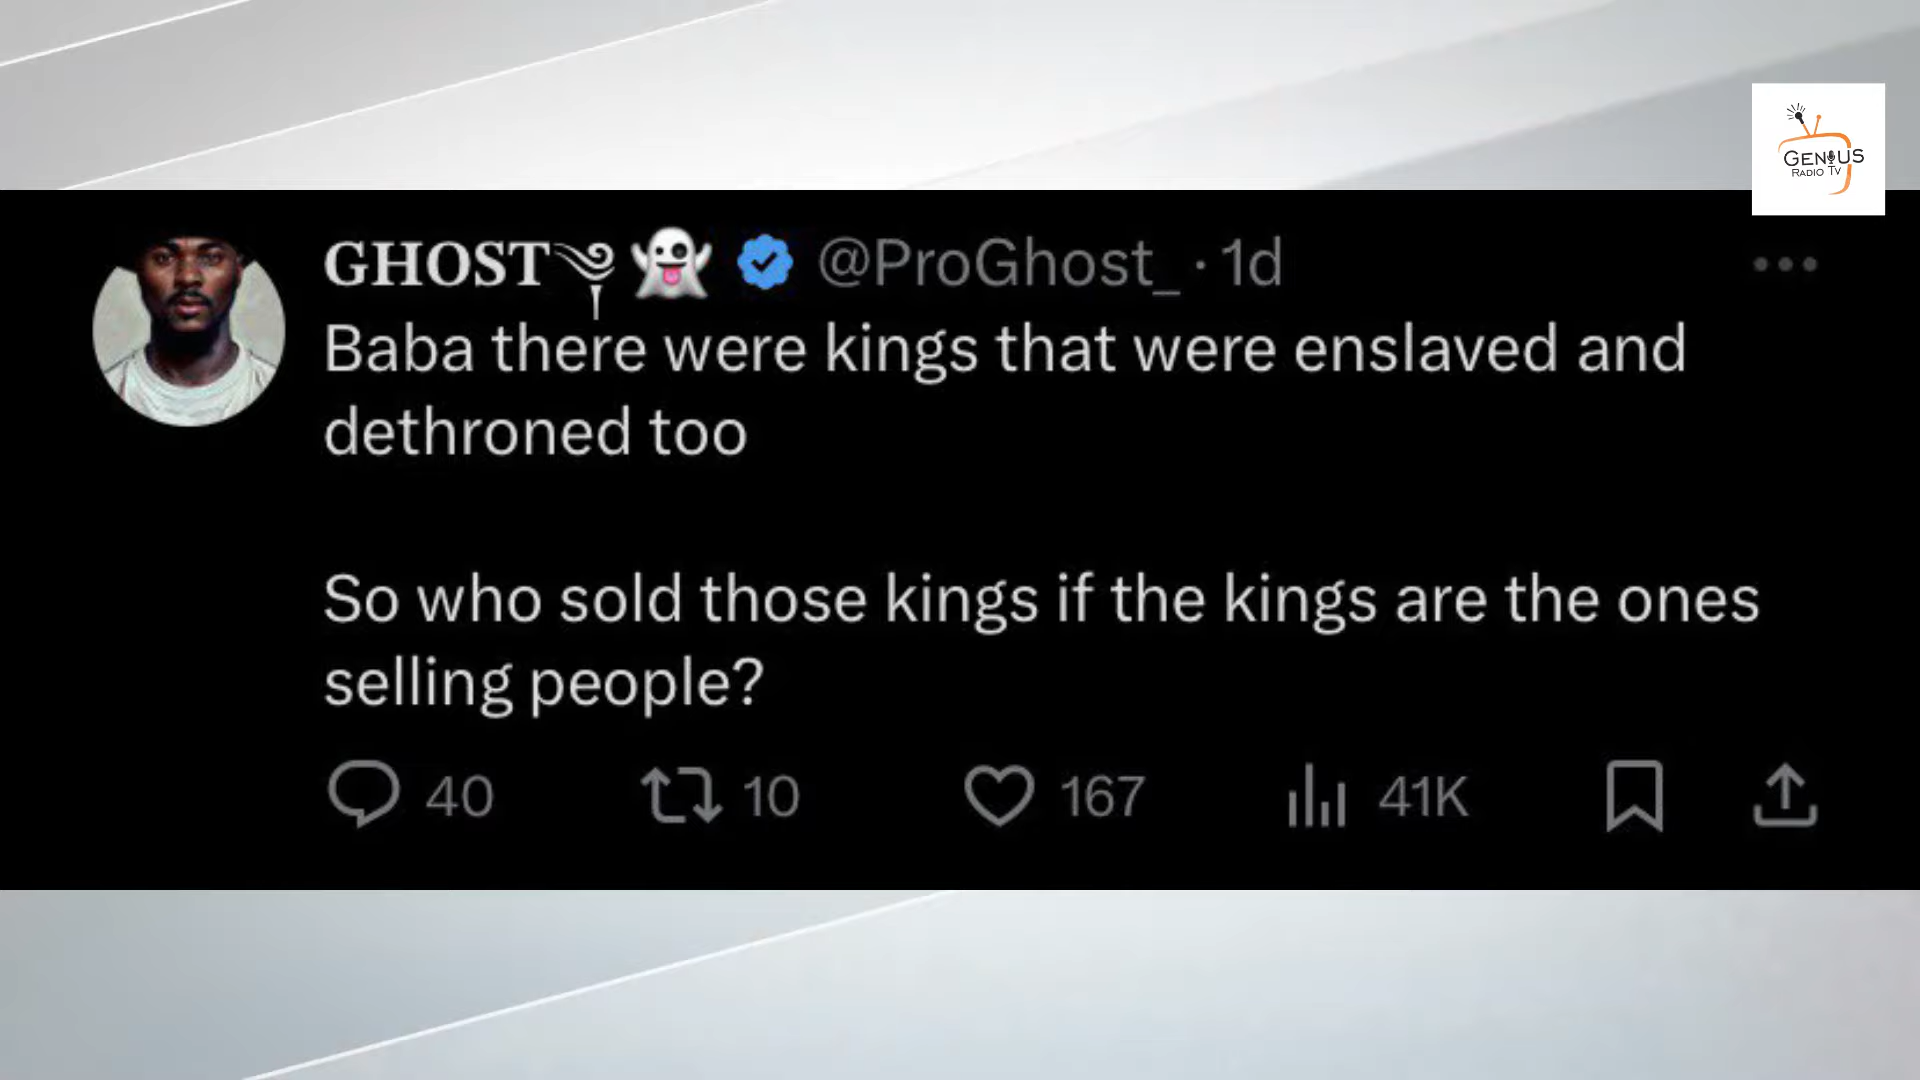 GENIUS
RADIO TV
GHOST 👻 @ProGhost_ · 1d
Baba there were kings that were enslaved and
dethroned too
So who sold those kings if the kings are the ones
selling people?
40 10 167 41K